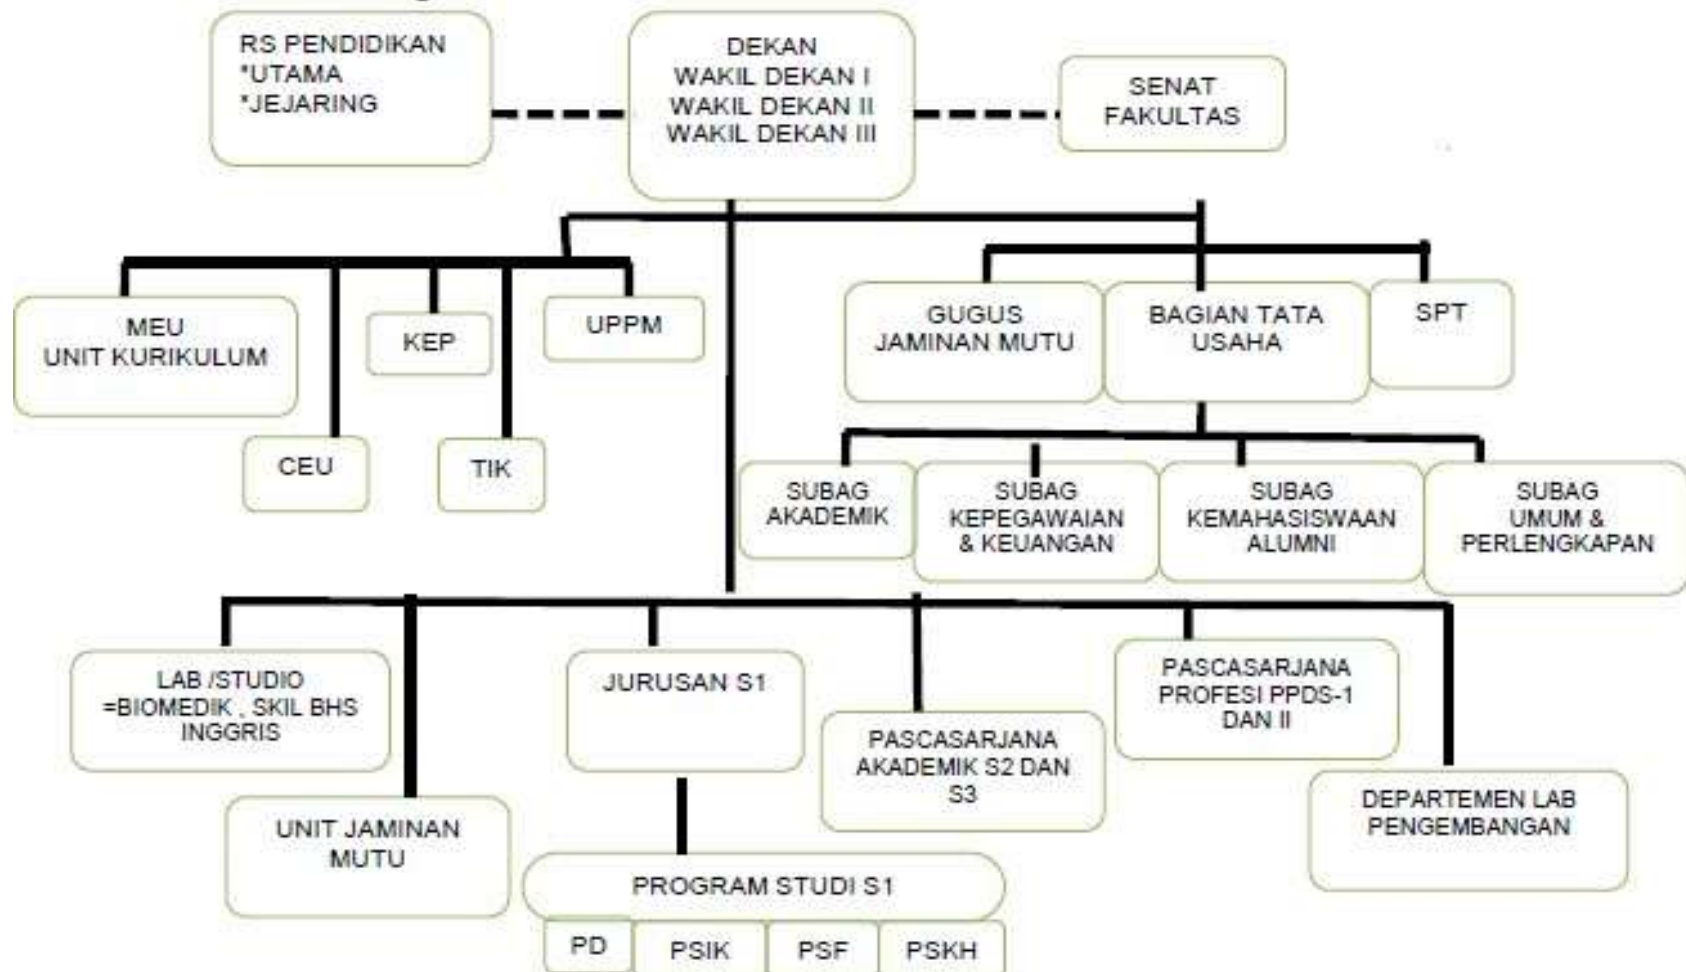 RS PENDIDIKAN
*UTAMA
*JEJARING
DEKAN
WAKIL DEKAN I
WAKIL DEKAN II
WAKIL DEKAN III
SENAT
FAKULTAS
MEU
UNIT KURIKULUM
KEP
UPPM
CEU
TIK
GUGUS
JAMINAN MUTU
BAGIAN TATA
USAHA
SPT
SUBAG
AKADEMIK
SUBAG
KEPEGAWAIAN
& KEUANGAN
SUBAG
KEMAHASISWAAN
ALUMNI
SUBAG
UMUM &
PERLENGKAPAN
LAB /STUDIO
=BIOMEDIK , SKIL BHS
INGGRIS
UNIT JAMINAN
MUTU
JURUSAN S1
PASCASARJANA
AKADEMIK S2 DAN
S3
PASCASARJANA
PROFESI PPDS-1
DAN II
DEPARTEMEN LAB
PENGEMBANGAN
PROGRAM STUDI S1
PD
PSIK
PSF
PSKH